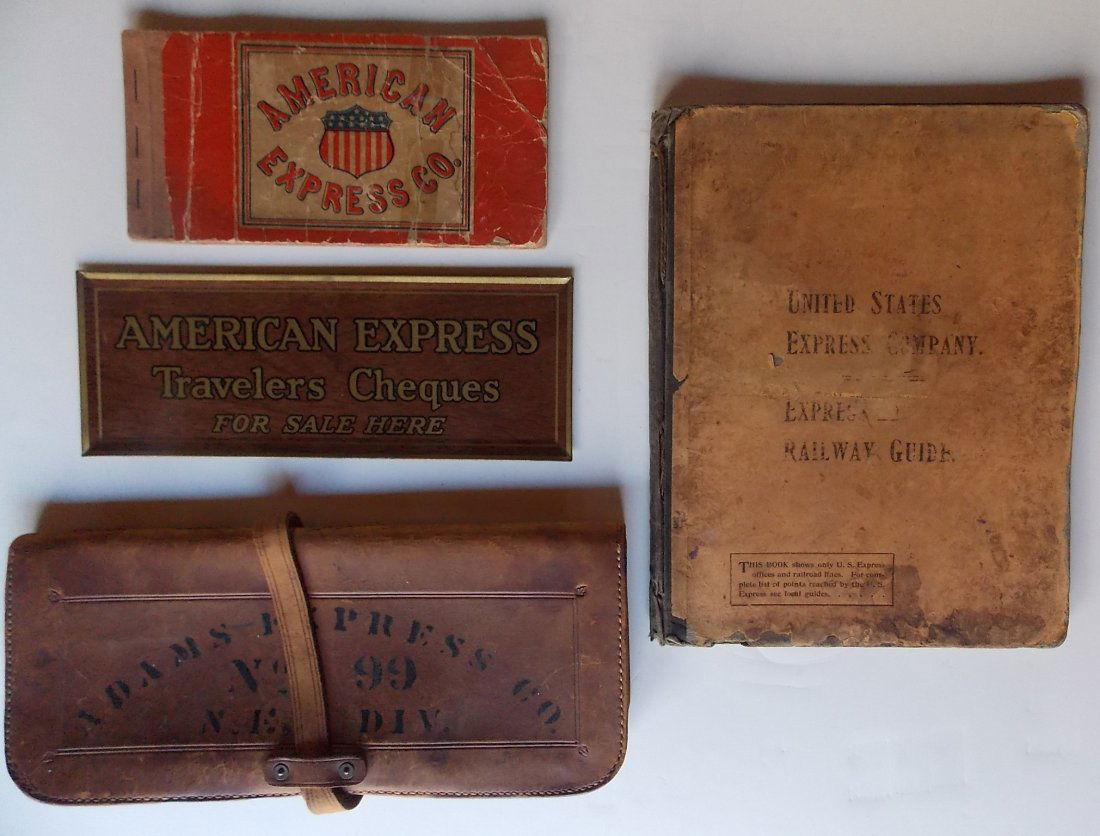 AMERICAN
EXPRESS CO.
AMERICAN EXPRESS
Travelers Cheques
FOR SALE HERE
ADAMS EXPRESS CO.
No 99
N.E. DIV.
UNITED STATES
EXPRESS COMPANY.
EXPRESS
RAILWAY GUIDE.
THIS BOOK shows only U. S. Express
offices and railroad lines. For com-
plete list of points reached by the U. S.
Express see local guides. . . . . . .